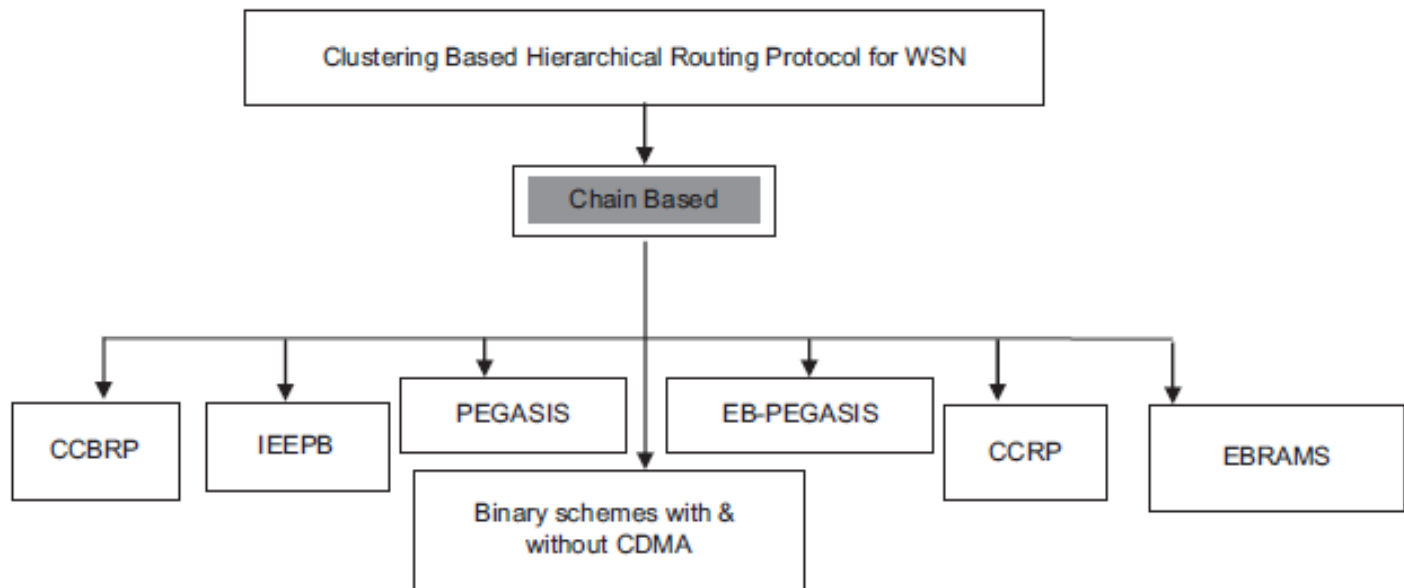 Clustering Based Hierarchical Routing Protocol for WSN
Chain Based
CCBRP
IEEPB
PEGASIS
Binary schemes with &
without CDMA
EB-PEGASIS
CCRP
EBRAMS